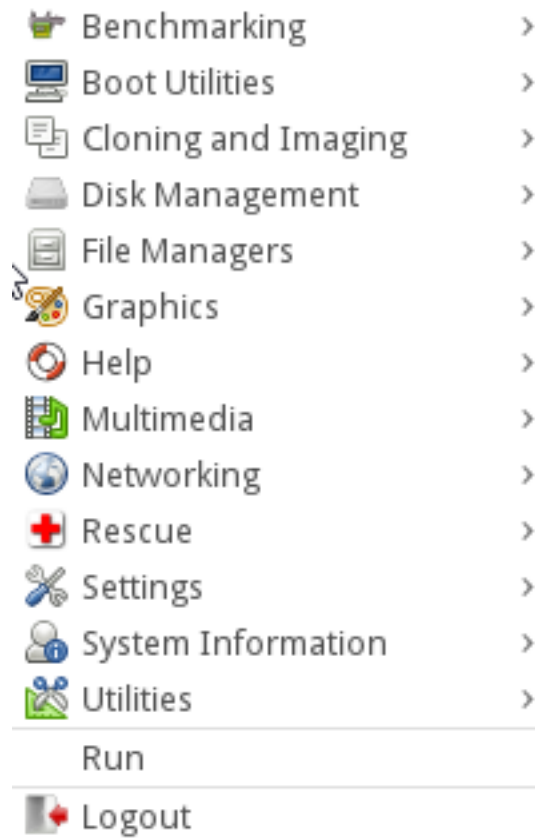 Benchmarking
Boot Utilities
Cloning and Imaging
Disk Management
File Managers
Graphics
Help
Multimedia
Networking
Rescue
Settings
System Information
Utilities
Run
Logout